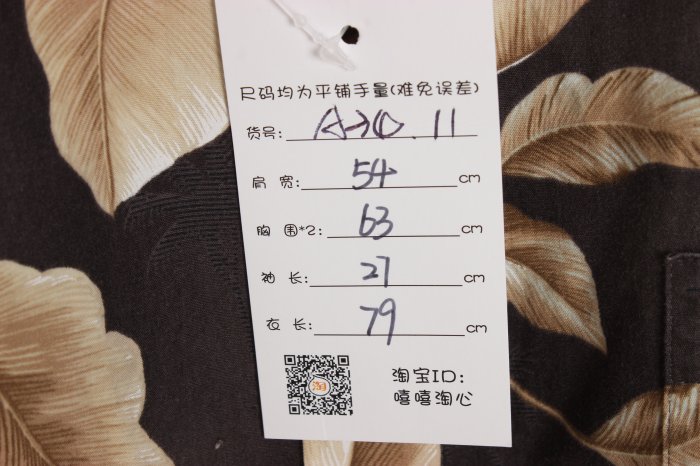 尺码均为平铺手量(难免误差)
货号: A30.11
肩 宽: 54 cm
胸 围*2: 63 cm
袖 长: 27 cm
衣 长: 79 cm
淘宝ID:
嘻嘻淘心